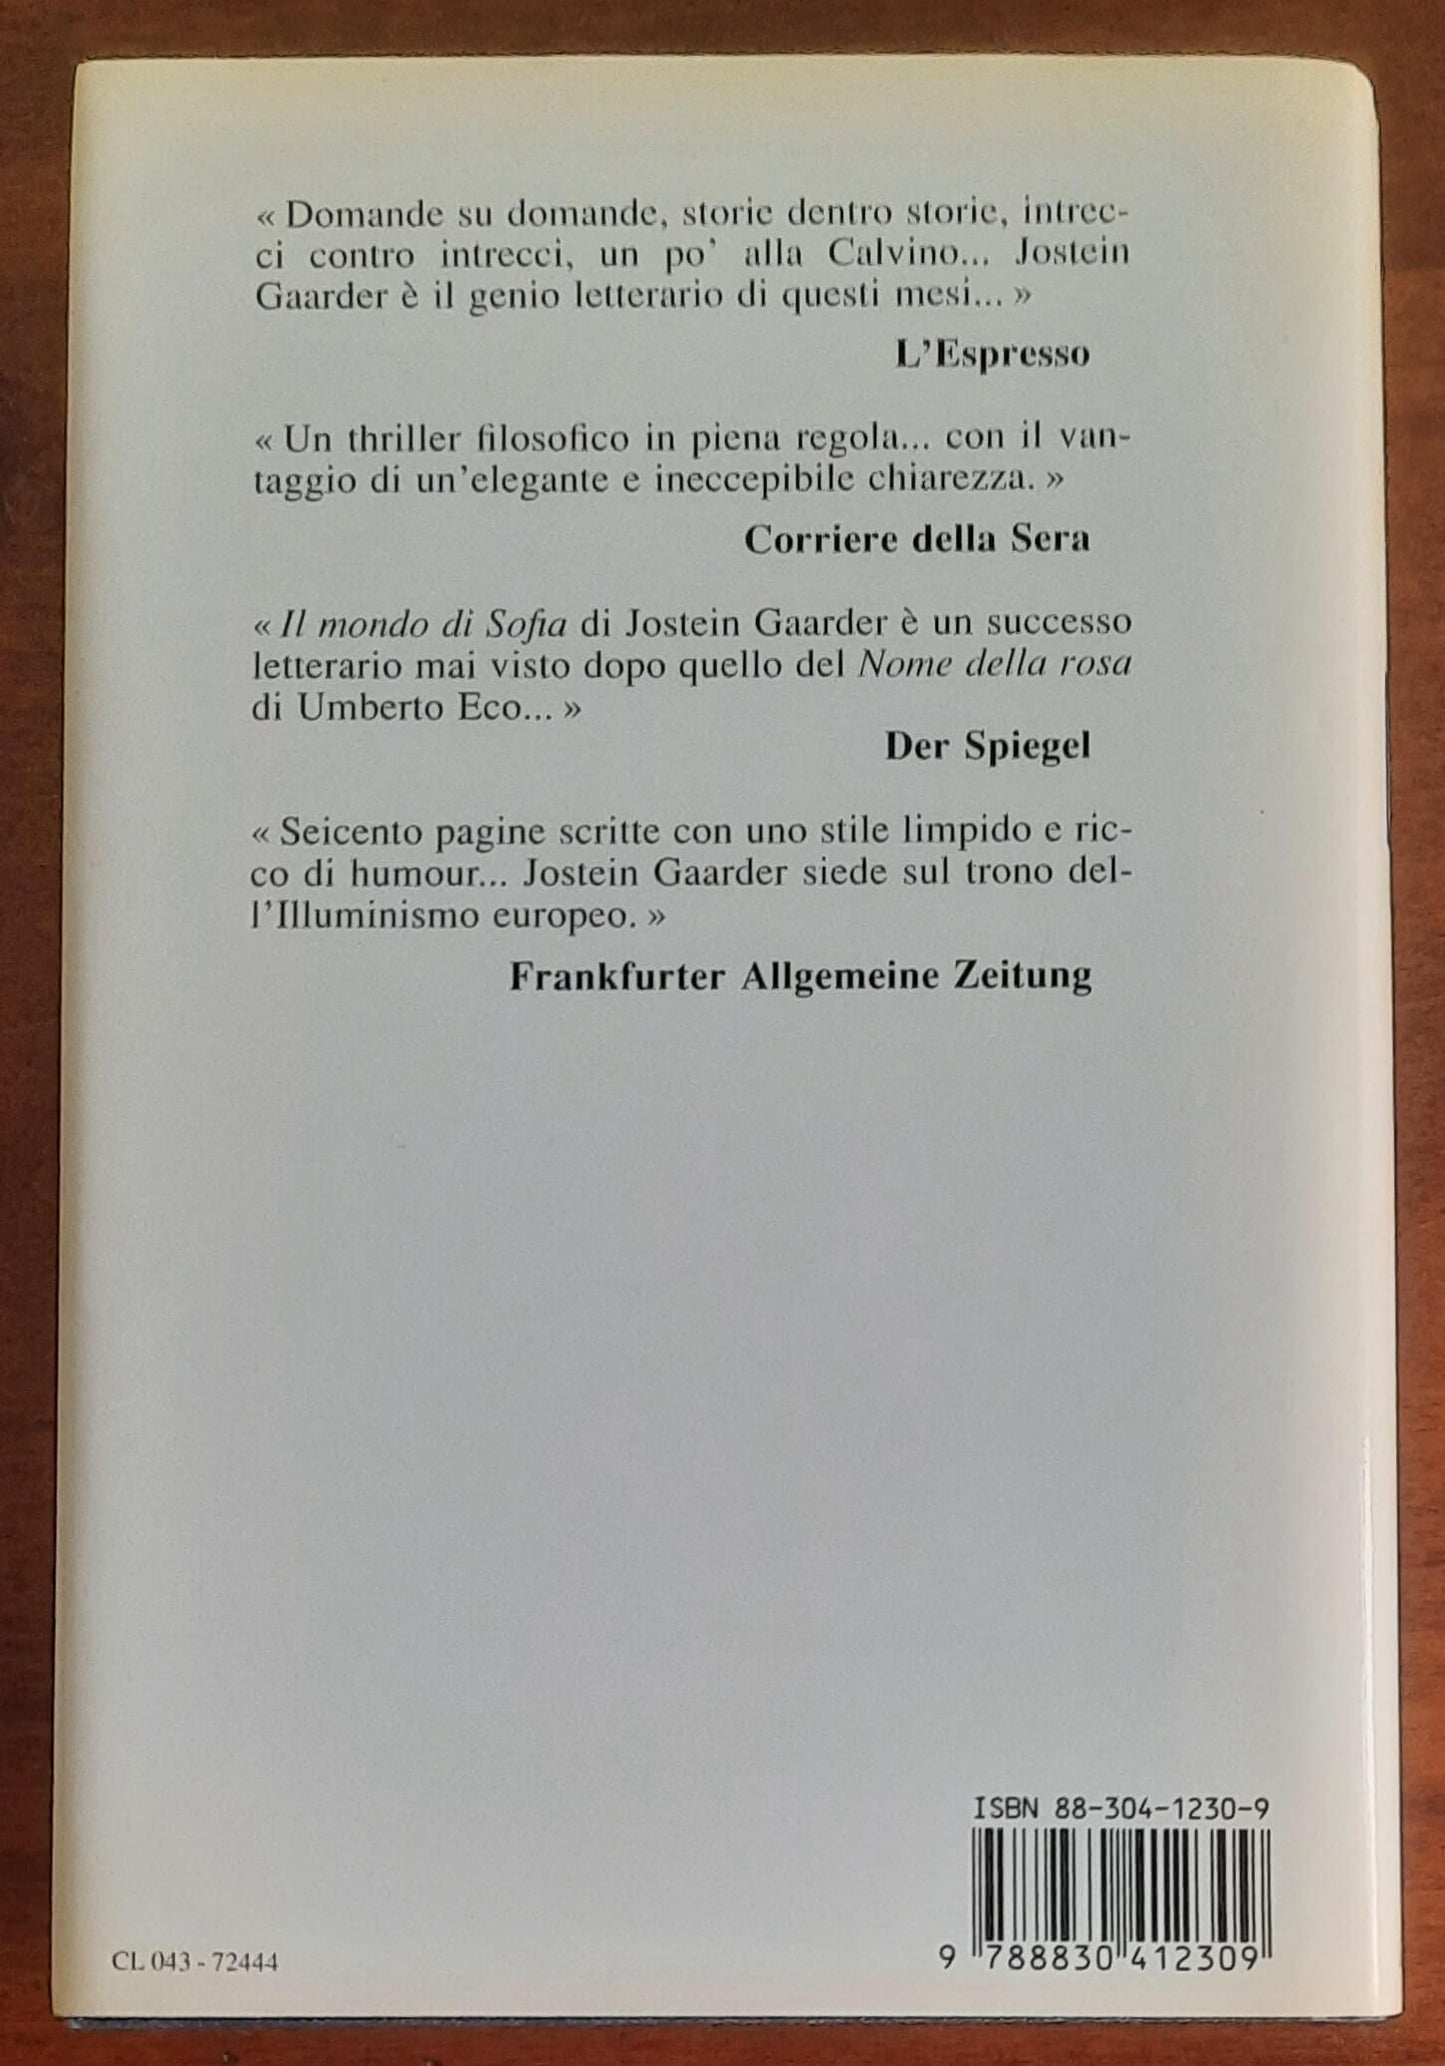 « Domande su domande, storie dentro storie, intrec-
ci contro intrecci, un po’ alla Calvino... Jostein
Gaarder è il genio letterario di questi mesi... »
L’Espresso
« Un thriller filosofico in piena regola... con il van-
taggio di un’elegante e ineccepibile chiarezza. »
Corriere della Sera
« Il mondo di Sofia di Jostein Gaarder è un successo
letterario mai visto dopo quello del Nome della rosa
di Umberto Eco... »
Der Spiegel
« Seicento pagine scritte con uno stile limpido e ric-
co di humour... Jostein Gaarder siede sul trono del-
l’Illuminismo europeo. »
Frankfurter Allgemeine Zeitung
ISBN 88-304-1230-9
9 788830 412309
CL 043 - 72444